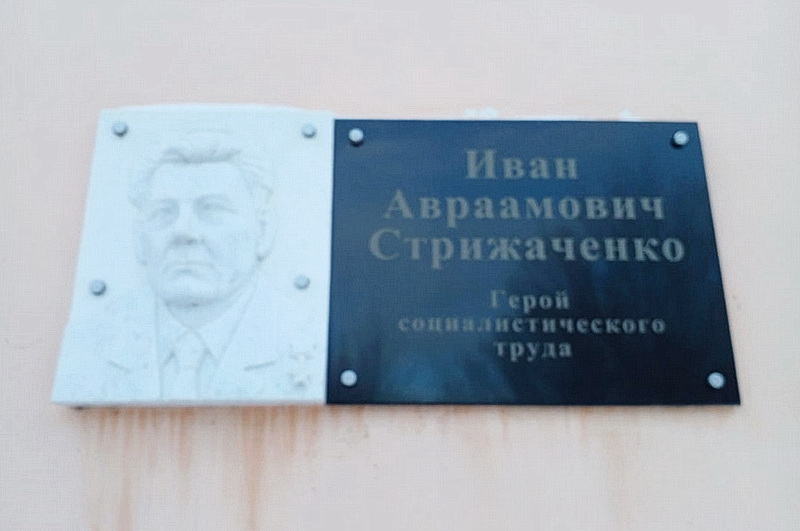 Иван
Авраамович
Стрижаченко
Герой
социалистического
труда